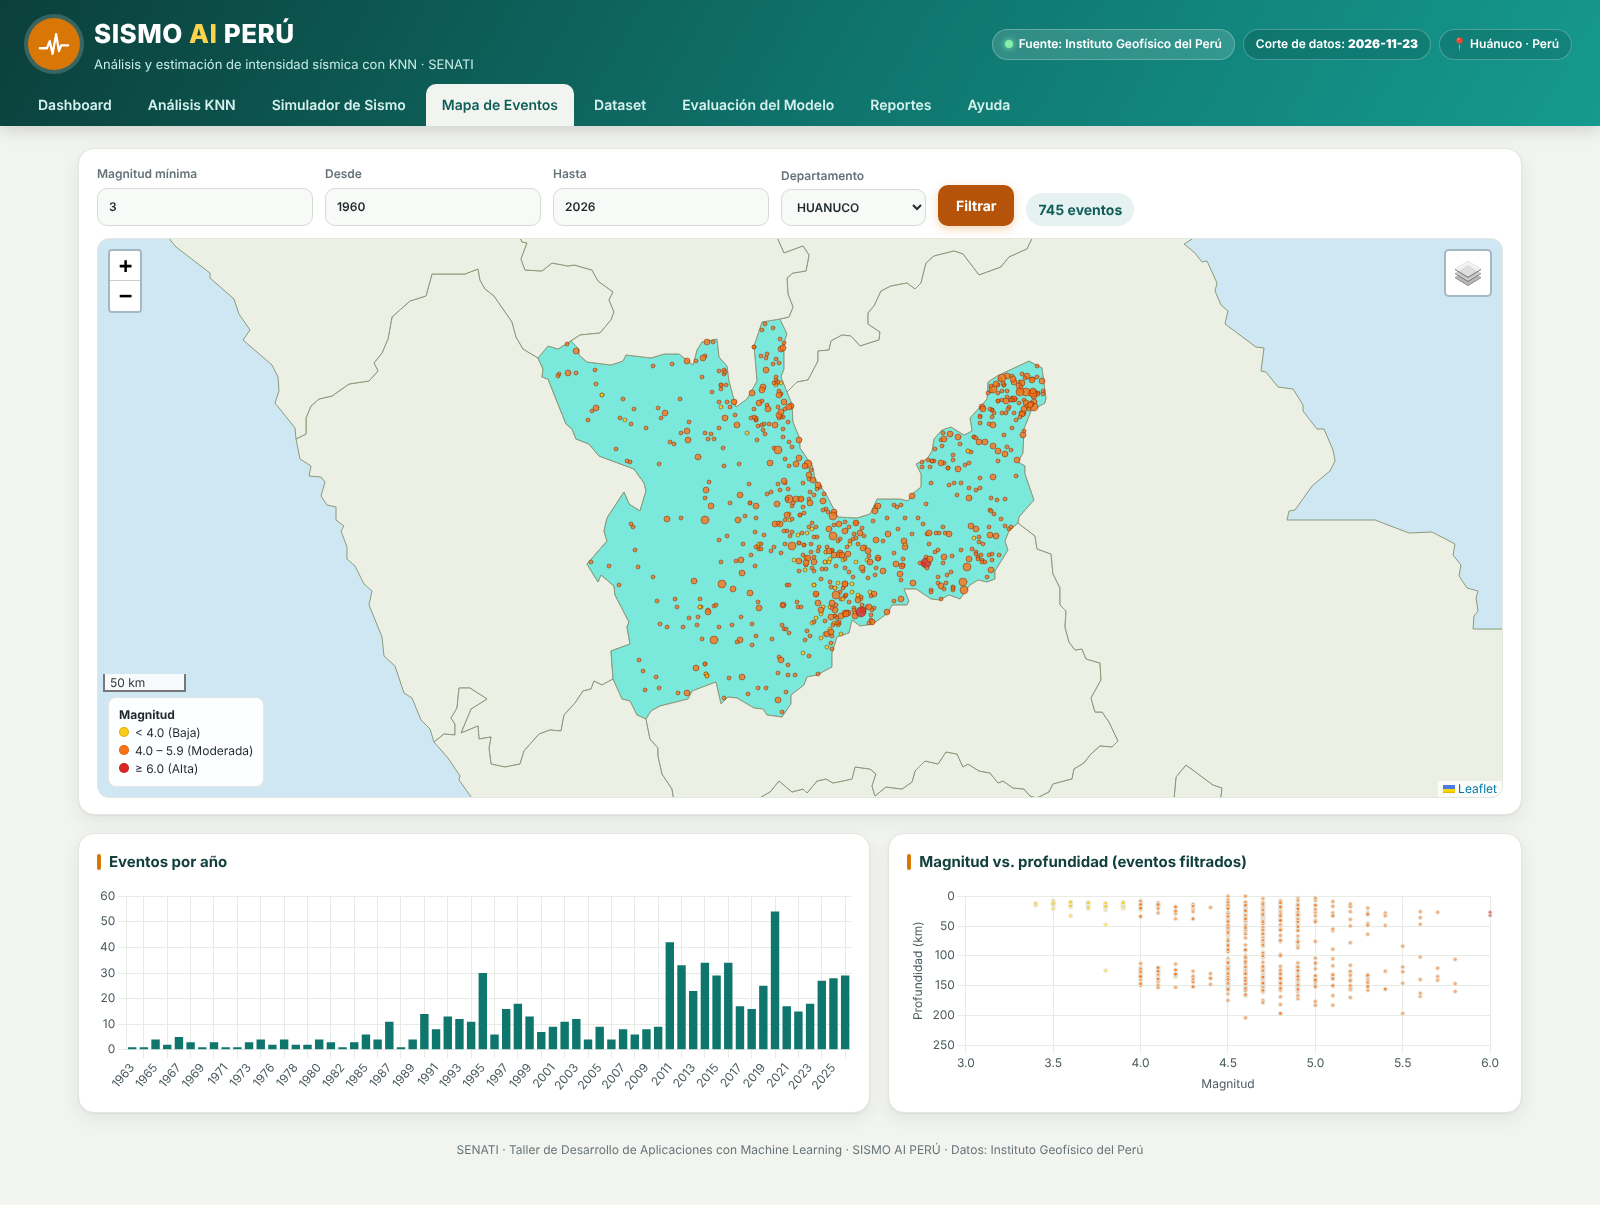 SISMO AI PERÚ
Análisis y estimación de intensidad sísmica con KNN · SENATI
Fuente: Instituto Geofísico del Perú
Corte de datos: 2026-11-23
📍 Huánuco · Perú
Dashboard
Análisis KNN
Simulador de Sismo
Mapa de Eventos
Dataset
Evaluación del Modelo
Reportes
Ayuda
Magnitud mínima
3
Desde
1960
Hasta
2026
Departamento
HUANUCO
Filtrar
745 eventos
+
−
50 km
Magnitud
< 4.0 (Baja)
4.0 – 5.9 (Moderada)
≥ 6.0 (Alta)
Leaflet
Eventos por año
60
50
40
30
20
10
0
1963
1965
1967
1969
1971
1973
1976
1978
1980
1982
1985
1987
1989
1991
1993
1995
1997
1999
2001
2003
2005
2007
2009
2011
2013
2015
2017
2019
2021
2023
2025
Magnitud vs. profundidad (eventos filtrados)
Profundidad (km)
0
50
100
150
200
250
3.0
3.5
4.0
4.5
5.0
5.5
6.0
Magnitud
SENATI · Taller de Desarrollo de Aplicaciones con Machine Learning · SISMO AI PERÚ · Datos: Instituto Geofísico del Perú